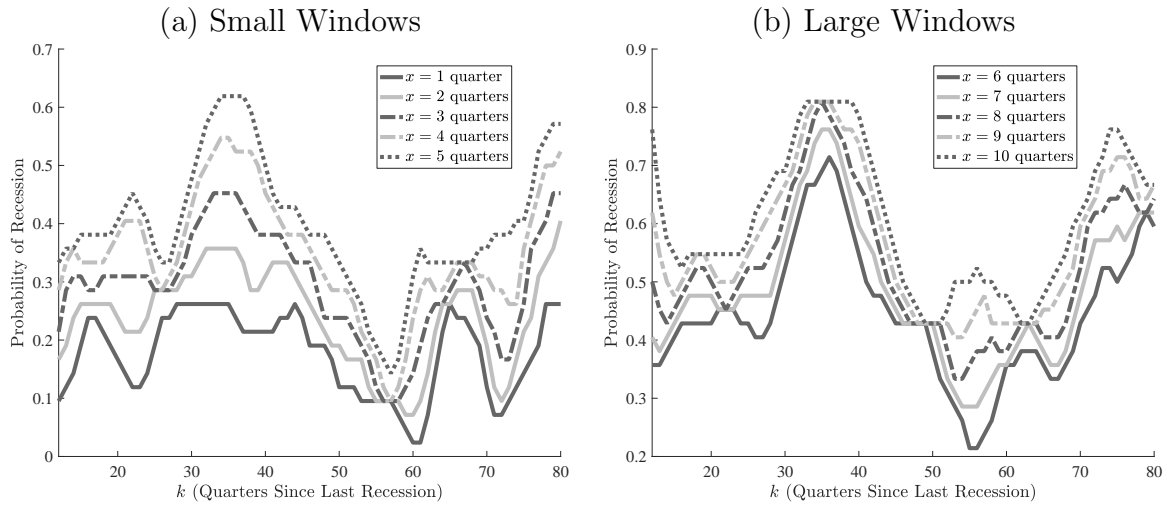 (a) Small Windows
Probability of Recession
0.7
0.6
0.5
0.4
0.3
0.2
0.1
0
x = 1 quarter
x = 2 quarters
x = 3 quarters
x = 4 quarters
x = 5 quarters
20 30 40 50 60 70 80
k (Quarters Since Last Recession)
(b) Large Windows
Probability of Recession
0.9
0.8
0.7
0.6
0.5
0.4
0.3
0.2
x = 6 quarters
x = 7 quarters
x = 8 quarters
x = 9 quarters
x = 10 quarters
20 30 40 50 60 70 80
k (Quarters Since Last Recession)